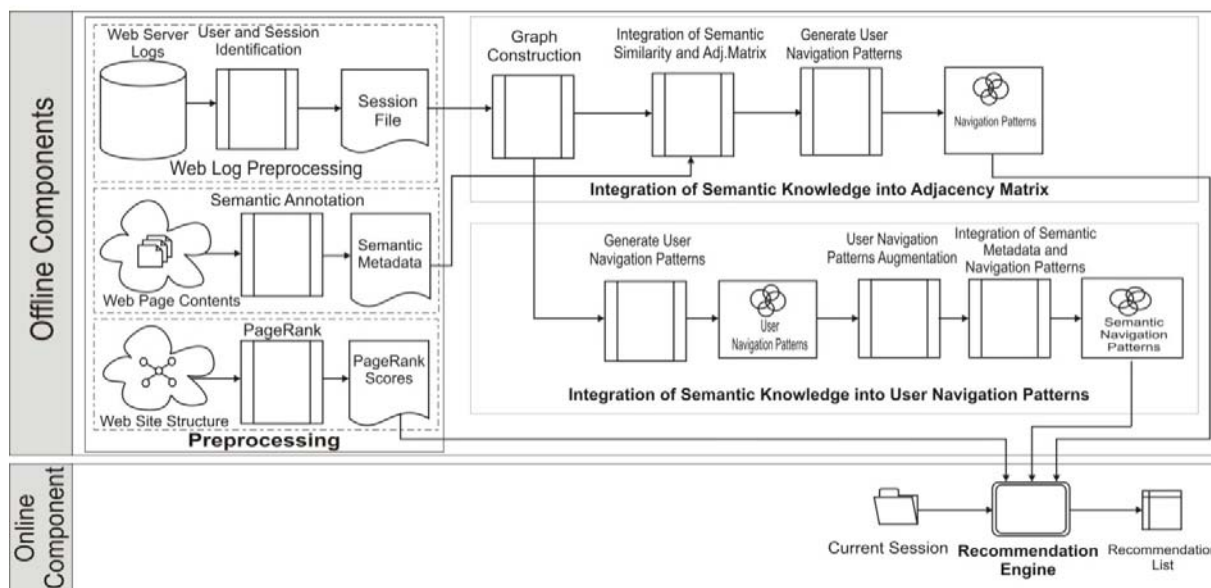 Offline Components
Web Server
Logs
User and Session
Identification
Session
File
Web Log Preprocessing
Semantic Annotation
Semantic
Metadata
Web Page Contents
PageRank
PageRank
Scores
Web Site Structure
Preprocessing
Graph
Construction
Integration of Semantic
Similarity and Adj.Matrix
Generate User
Navigation Patterns
Navigation Patterns
Integration of Semantic Knowledge into Adjacency Matrix
Generate User
Navigation Patterns
User
Navigation Patterns
User Navigation
Patterns Augmentation
Integration of Semantic
Metadata and
Navigation Patterns
Semantic
Navigation
Patterns
Integration of Semantic Knowledge into User Navigation Patterns
Online
Component
Current Session
Recommendation
Engine
Recommendation
List